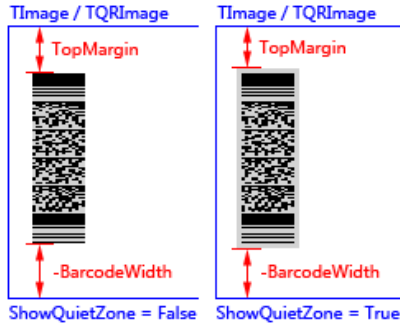 TImage / TQRImage
TopMargin
-BarcodeWidth
ShowQuietZone = False
TImage / TQRImage
TopMargin
-BarcodeWidth
ShowQuietZone = True